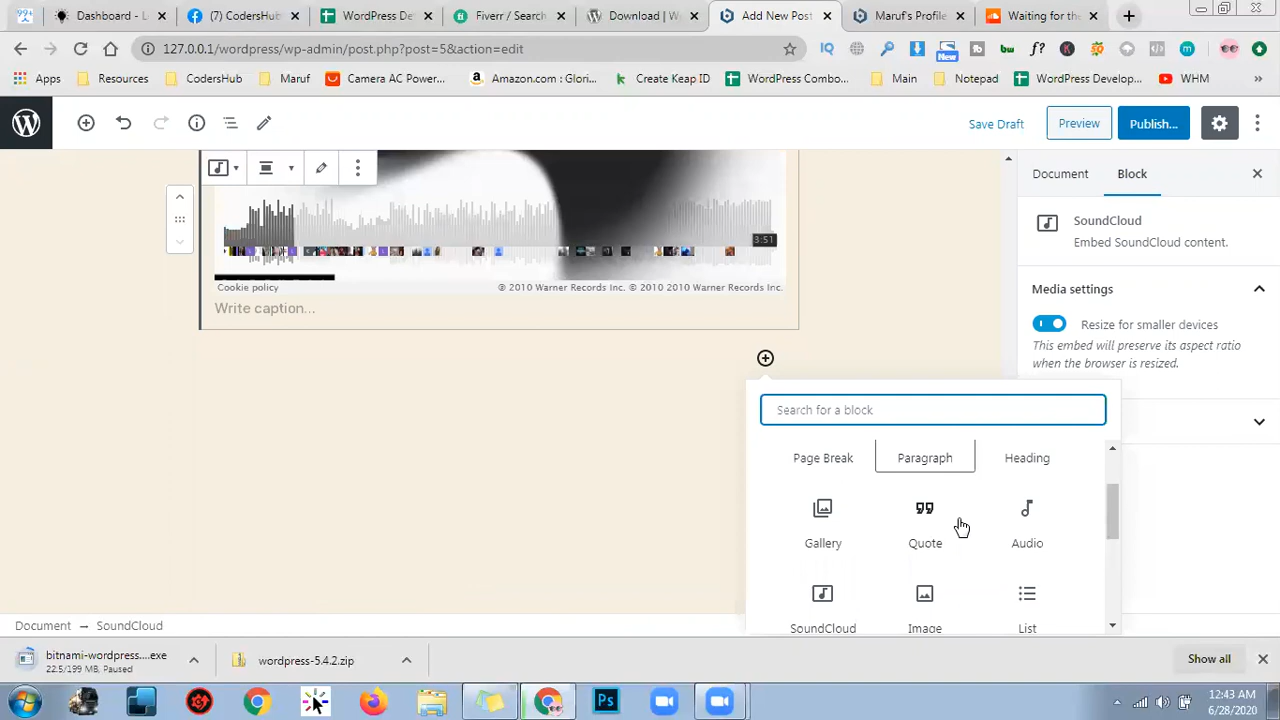 Dashboard - L
(7) CodersHub
WordPress De
Fiverr / Search
Download | W
Add New Post
Maruf's Profile
Waiting for the
127.0.0.1/wordpress/wp-admin/post.php?post=5&action=edit
New
bw
f?
Apps
Resources
CodersHub
Maruf
Camera AC Powe...
Amazon.com : Glori...
Create Keap ID
WordPress Combo...
Main
Notepad
WordPress Develop...
WHM
»
Save Draft
Preview
Publish...
Document
Block
3:51
Cookie policy
© 2010 Warner Records Inc. © 2010 Warner Records Inc.
Write caption...
SoundCloud
Embed SoundCloud content.
Media settings
Resize for smaller devices
This embed will preserve its aspect ratio
when the browser is resized.
Search for a block
Page Break
Paragraph
Heading
Gallery
Quote
Audio
SoundCloud
Image
List
Document → SoundCloud
bitnami-wordpress....exe
22.5/199 MB, Paused
wordpress-5.4.2.zip
Show all
Ps
12:43 AM
6/28/2020